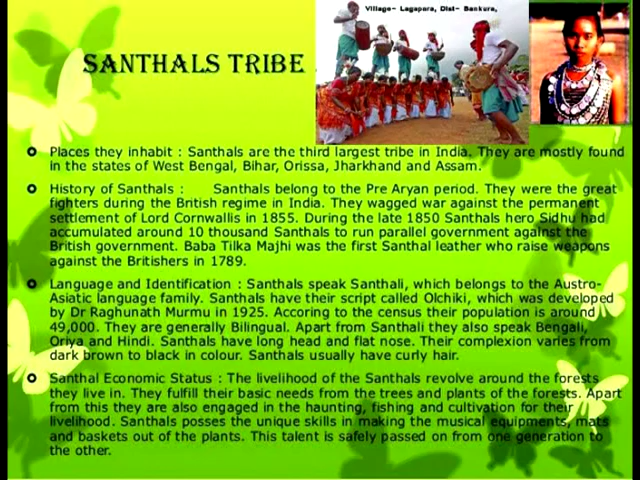 Village- Lagapara, Dist- Bankura,
SANTHALS TRIBE
Places they inhabit : Santhals are the third largest tribe in India. They are mostly found
in the states of West Bengal, Bihar, Orissa, Jharkhand and Assam.
History of Santhals : Santhals belong to the Pre Aryan period. They were the great
fighters during the British regime in India. They wagged war against the permanent
settlement of Lord Cornwallis in 1855. During the late 1850 Santhals hero Sidhu had
accumulated around 10 thousand Santhals to run parallel government against the
British government. Baba Tilka Majhi was the first Santhal leather who raise weapons
against the Britishers in 1789.
Language and Identification : Santhals speak Santhali, which belongs to the Austro-
Asiatic language family. Santhals have their script called Olchiki, which was developed
by Dr Raghunath Murmu in 1925. Accoring to the census their population is around
49,000. They are generally Bilingual. Apart from Santhali they also speak Bengali,
Oriya and Hindi. Santhals have long head and flat nose. Their complexion varies from
dark brown to black in colour. Santhals usually have curly hair.
Santhal Economic Status : The livelihood of the Santhals revolve around the forests
they live in. They fulfill their basic needs from the trees and plants of the forests. Apart
from this they are also engaged in the haunting, fishing and cultivation for their
livelihood. Santhals posses the unique skills in making the musical equipments, mats
and baskets out of the plants. This talent is safely passed on from one generation to
the other.